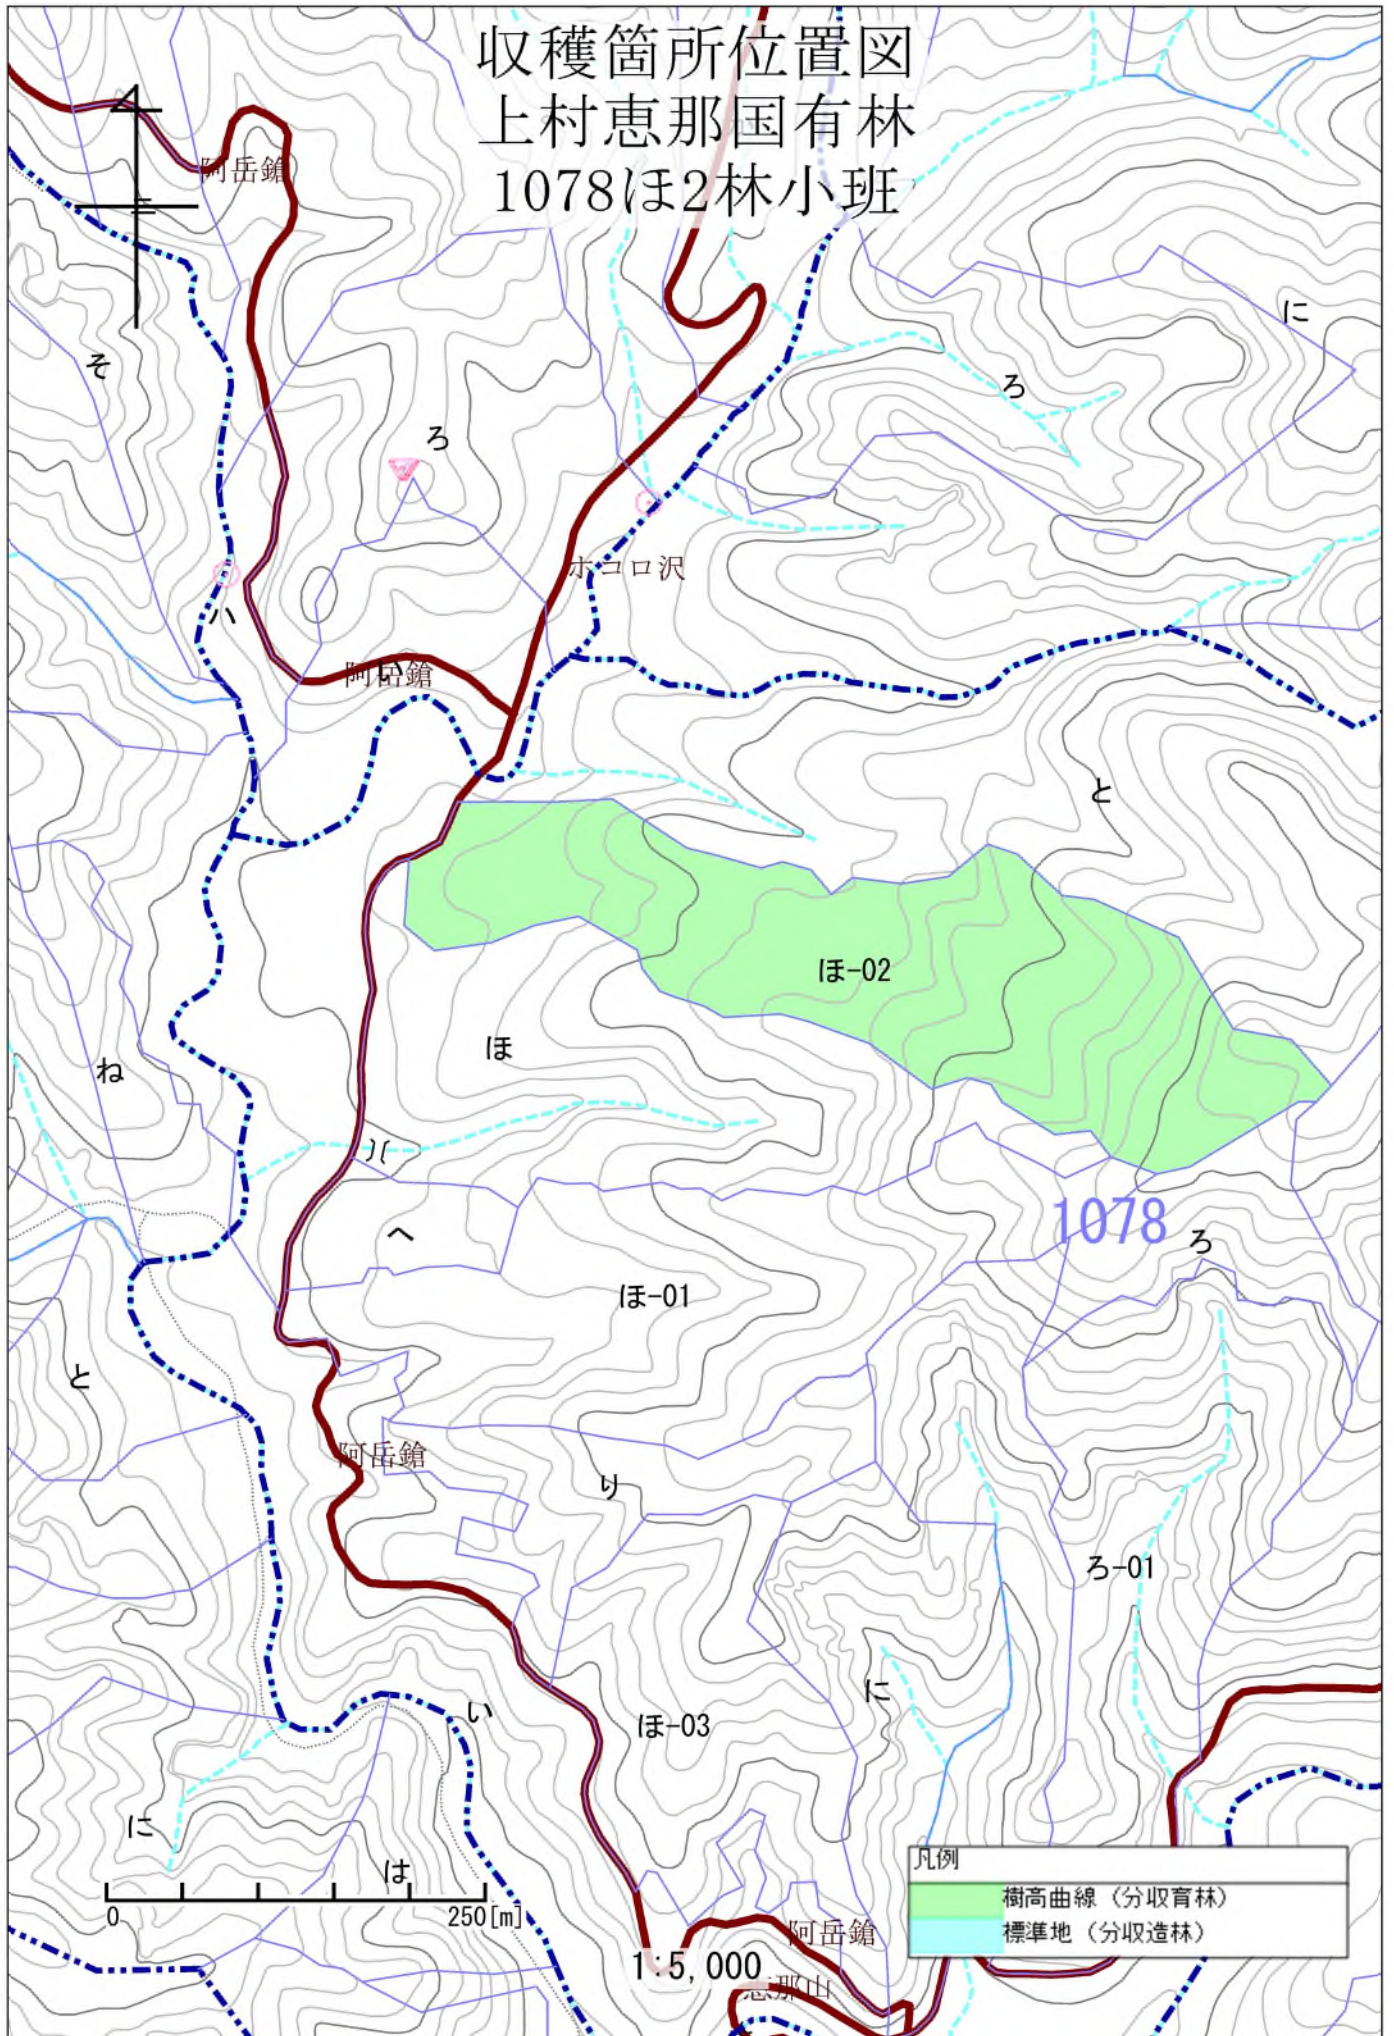 収穫箇所位置図
上村恵那国有林
1078ほ2林小班
阿岳鎗
に
そ
ろ
ろ
ホコロ沢
ハ
阿岳鎗
い
と
ほ-02
ほ
ね
へ
1078
ろ
ほ-01
と
阿岳鎗
り
ろ-01
に
い
ほ-03
に
は
凡例
樹高曲線（分収育林）
標準地（分収造林）
0
250[m]
阿岳鎗
1:5,000
恵那山